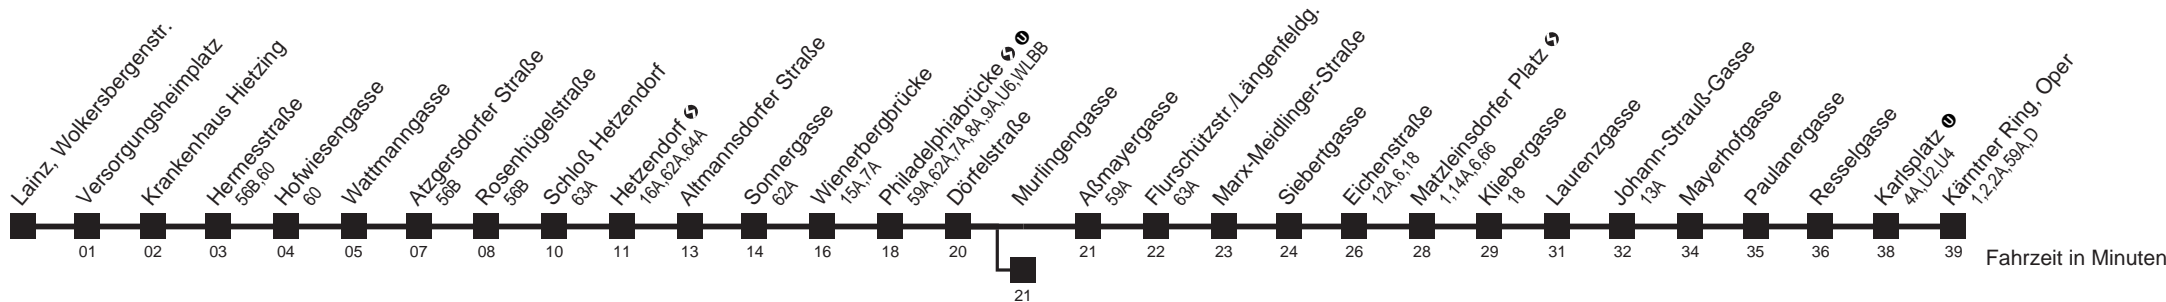 Lainz, Wolkersbergenstr.
Versorgungsheimplatz
01
Krankenhaus Hietzing
02
Hermesstraße
56B,60
03
Hofwiesengasse
60
04
Wattmanngasse
05
Atzgersdorfer Straße
56B
07
Rosenhügelstraße
56B
08
Schloß Hetzendorf
63A
10
Hetzendorf
16A,62A,64A
11
Altmannsdorfer Straße
13
Sonnergasse
62A
14
Wienerbergbrücke
15A,7A
16
Philadelphiabrücke U
59A,62A,7A,8A,9A,U6,WLBB
18
Dörfelstraße
20
Murlingengasse
21
Aßmayergasse
59A
21
Flurschützstr./Längenfeldg.
63A
22
Marx-Meidlinger-Straße
23
Siebertgasse
24
Eichenstraße
12A,6,18
26
Matzleinsdorfer Platz
1,14A,6,66
28
Kliebergasse
18
29
Laurenzgasse
31
Johann-Strauß-Gasse
13A
32
Mayerhofgasse
34
Paulanergasse
35
Resselgasse
36
Karlsplatz U
4A,U2,U4
38
Kärntner Ring, Oper
1,2,2A,59A,D
39
Fahrzeit in Minuten